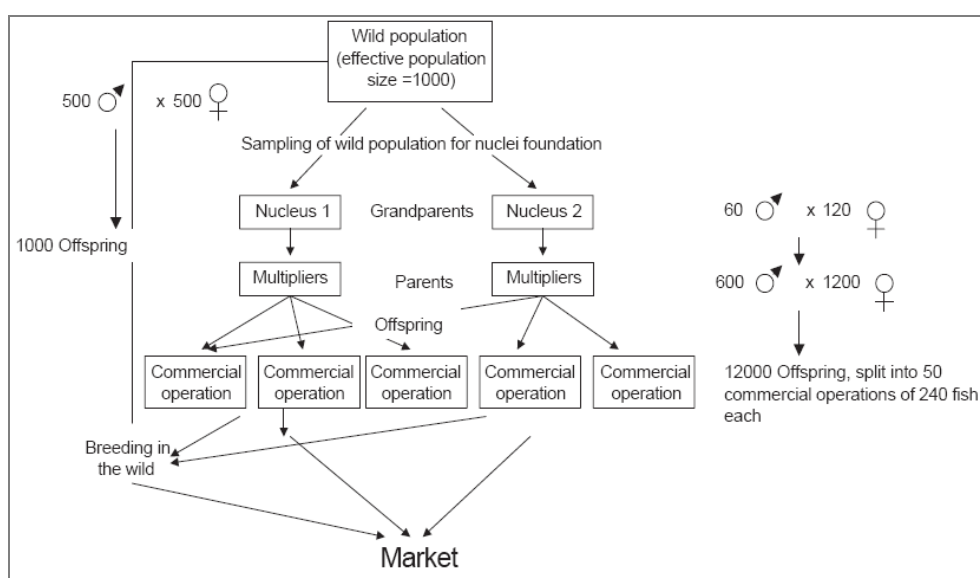 Wild population
(effective population
size =1000)
500 ♂ x 500 ♀
Sampling of wild population for nuclei foundation
Nucleus 1
Grandparents
Nucleus 2
60 ♂ x 120 ♀
1000 Offspring
Multipliers
Parents
Multipliers
600 ♂ x 1200 ♀
Offspring
Commercial
operation
Commercial
operation
Commercial
operation
Commercial
operation
Commercial
operation
12000 Offspring, split into 50
commercial operations of 240 fish
each
Breeding in
the wild
Market